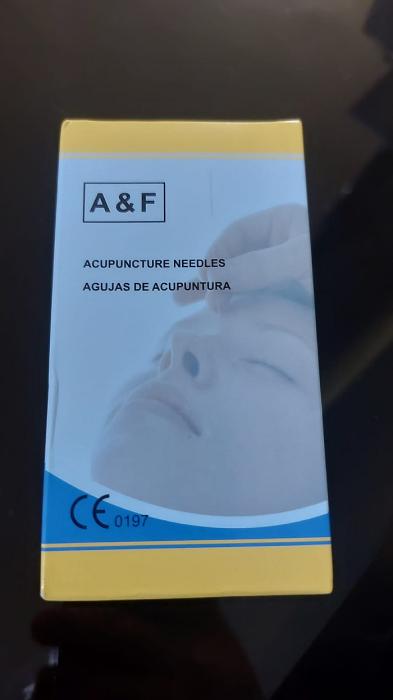 A & F
ACUPUNCTURE NEEDLES
AGUJAS DE ACUPUNTURA
CE 0197